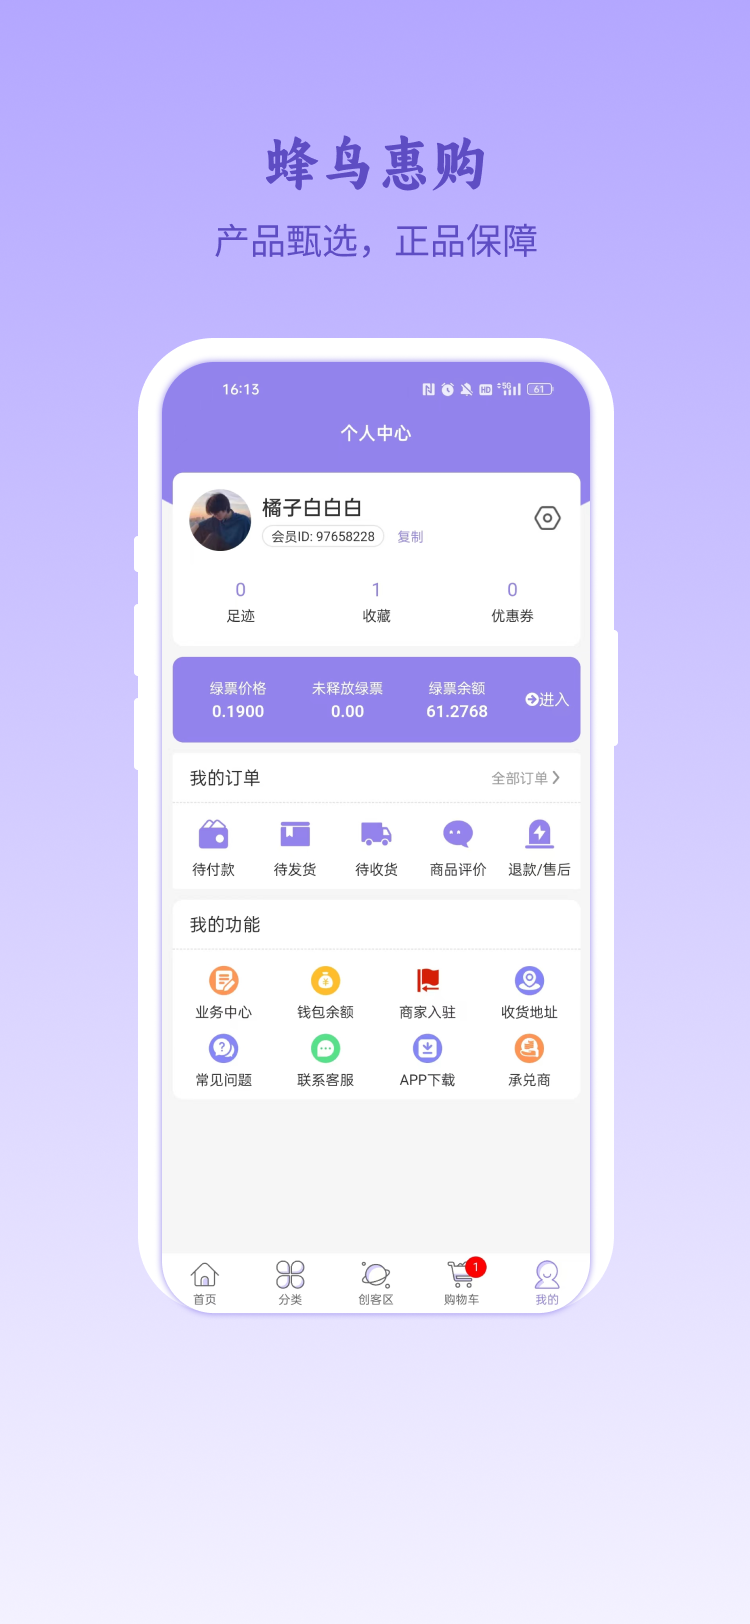 蜂鸟惠购
产品甄选，正品保障
16:13
HD 5G 61
个人中心
橘子白白白
会员ID: 97658228 复制
0 1 0
足迹 收藏 优惠券
绿票价格 未释放绿票 绿票余额
0.1900 0.00 61.2768 进入
我的订单 全部订单
待付款 待发货 待收货 商品评价 退款/售后
我的功能
业务中心 钱包余额 商家入驻 收货地址
常见问题 联系客服 APP下载 承兑商
1
首页 分类 创客区 购物车 我的